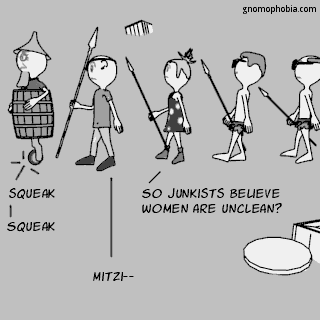 gnomophobia.com
SQUEAK
SQUEAK
MITZI--
SO JUNKISTS BELIEVE
WOMEN ARE UNCLEAN?